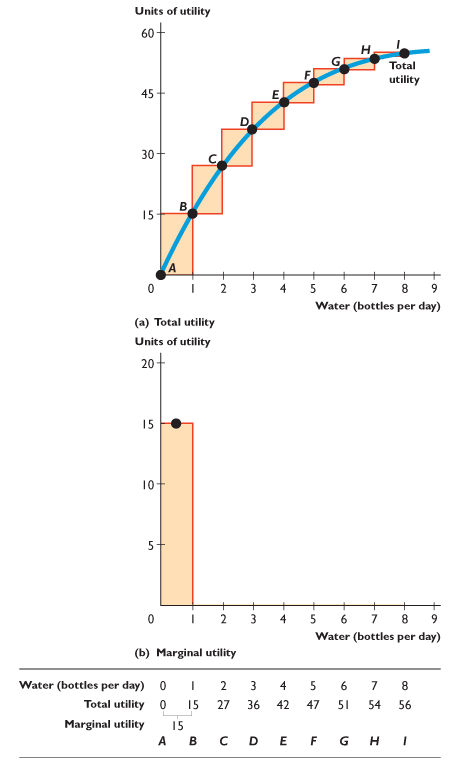 Units of utility
60
45
30
15
0 1 2 3 4 5 6 7 8 9
A
B
C
D
E
F
G
H
I
Total
utility
Water (bottles per day)
(a) Total utility
Units of utility
20
15
10
5
0 1 2 3 4 5 6 7 8 9
Water (bottles per day)
(b) Marginal utility
Water (bottles per day) 0 1 2 3 4 5 6 7 8
Total utility 0 15 27 36 42 47 51 54 56
Marginal utility 15
A B C D E F G H I